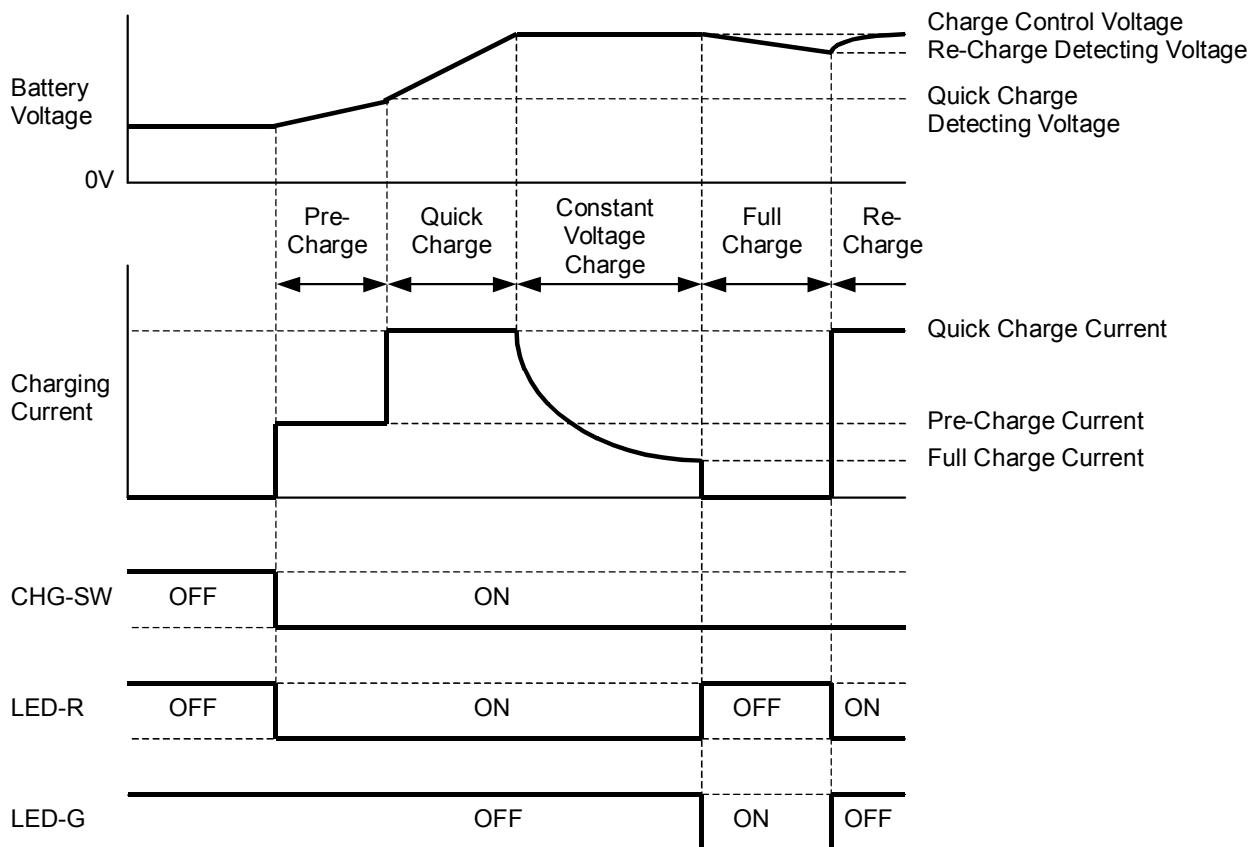 Charge Control Voltage
Re-Charge Detecting Voltage
Battery
Voltage
Quick Charge
Detecting Voltage
0V
Pre-
Charge
Quick
Charge
Constant
Voltage
Charge
Full
Charge
Re-
Charge
Quick Charge Current
Charging
Current
Pre-Charge Current
Full Charge Current
CHG-SW OFF ON
LED-R OFF ON OFF ON
LED-G OFF ON OFF